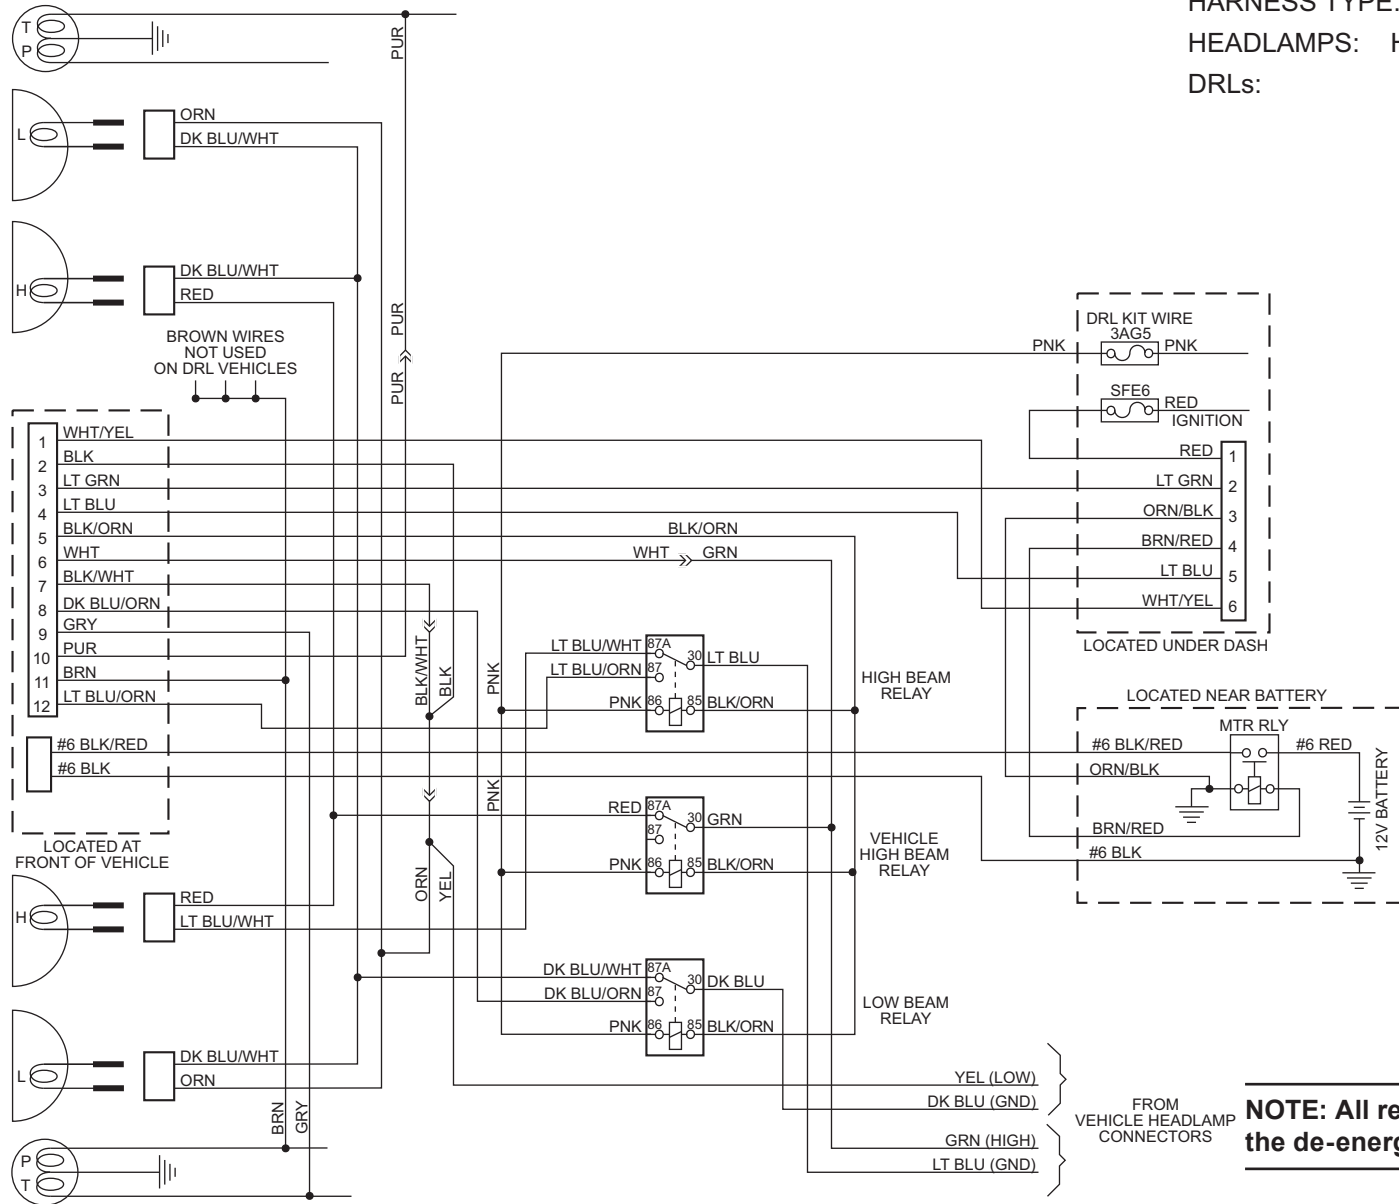 HARNESS TYPE:
HEADLAMPS: H
DRLs:
T
P
PUR
L
ORN
DK BLU/WHT
H
DK BLU/WHT
RED
PUR
PUR
BROWN WIRES
NOT USED
ON DRL VEHICLES
DRL KIT WIRE
3AG5
PNK
PNK
SFE6
RED
IGNITION
1 WHT/YEL
2 BLK
3 LT GRN
4 LT BLU
5 BLK/ORN
6 WHT
7 BLK/WHT
8 DK BLU/ORN
9 GRY
10 PUR
11 BRN
12 LT BLU/ORN
#6 BLK/RED
#6 BLK
LOCATED AT
FRONT OF VEHICLE
BLK/ORN
WHT
GRN
RED 1
LT GRN 2
ORN/BLK 3
BRN/RED 4
LT BLU 5
WHT/YEL 6
LOCATED UNDER DASH
BLK/WHT
BLK
PNK
LT BLU/WHT 87A
30 LT BLU
LT BLU/ORN 87
PNK 86
85 BLK/ORN
HIGH BEAM
RELAY
LOCATED NEAR BATTERY
MTR RLY
#6 BLK/RED
#6 RED
ORN/BLK
BRN/RED
#6 BLK
12V BATTERY
PNK
RED 87A
30 GRN
87
PNK 86
85 BLK/ORN
VEHICLE
HIGH BEAM
RELAY
ORN
YEL
H
RED
LT BLU/WHT
DK BLU/WHT 87A
30 DK BLU
DK BLU/ORN 87
PNK 86
85 BLK/ORN
LOW BEAM
RELAY
L
DK BLU/WHT
ORN
BRN
GRY
P
T
YEL (LOW)
DK BLU (GND)
GRN (HIGH)
LT BLU (GND)
FROM
VEHICLE HEADLAMP
CONNECTORS
NOTE: All re
the de-energ